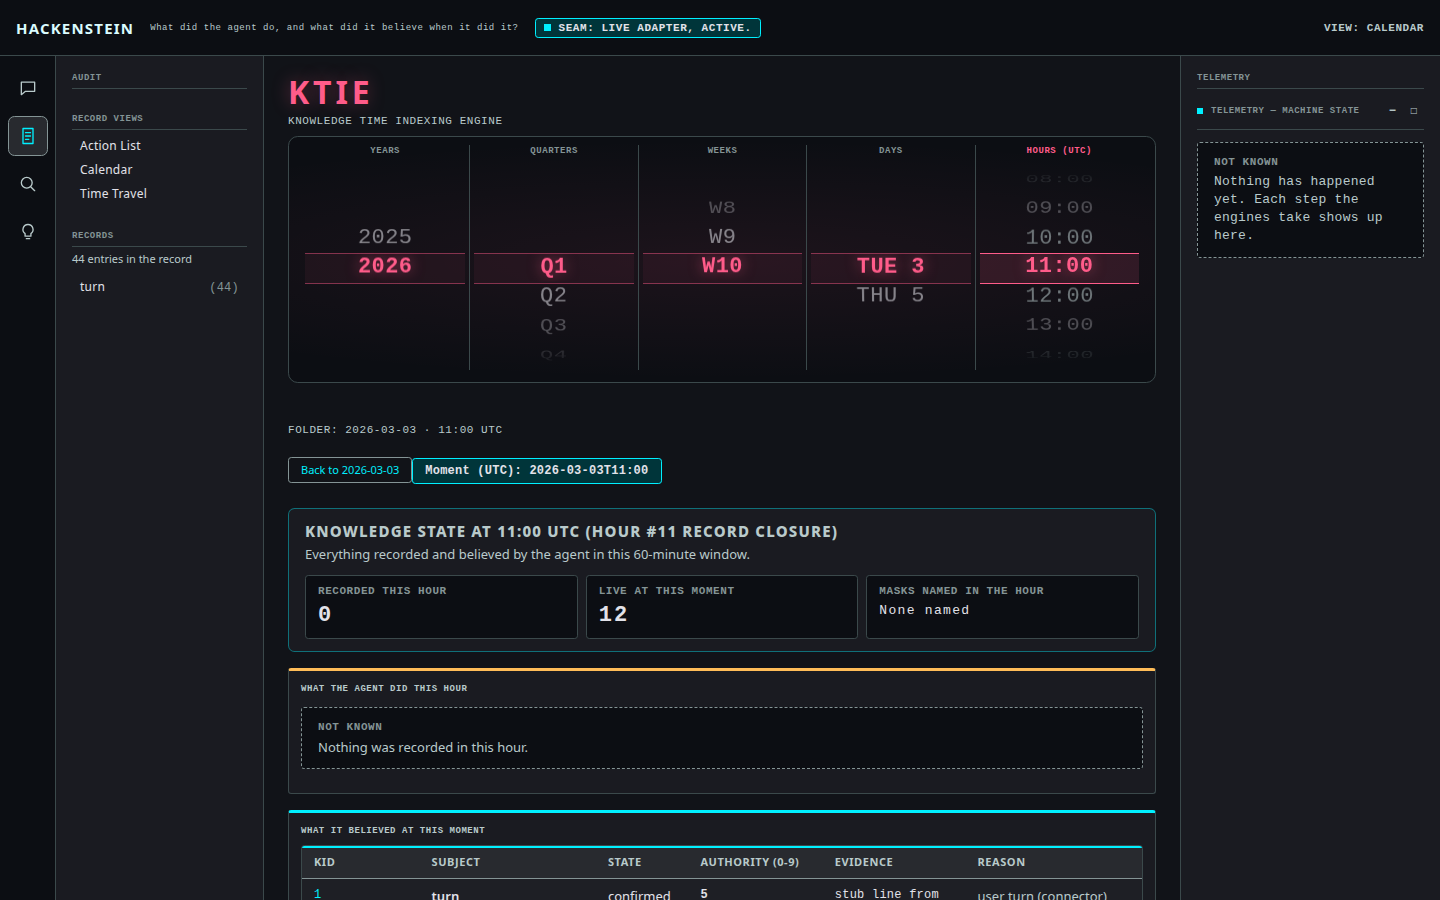 HACKENSTEIN
What did the agent do, and what did it believe when it did it?
SEAM: LIVE ADAPTER, ACTIVE.
VIEW: CALENDAR
AUDIT
RECORD VIEWS
Action List
Calendar
Time Travel
RECORDS
44 entries in the record
turn (44)
KTIE
KNOWLEDGE TIME INDEXING ENGINE
YEARS QUARTERS WEEKS DAYS HOURS (UTC)
08:00
W8 09:00
2025 W9 10:00
2026 Q1 W10 TUE 3 11:00
Q2 THU 5 12:00
Q3 13:00
Q4 14:00
FOLDER: 2026-03-03 · 11:00 UTC
Back to 2026-03-03
Moment (UTC): 2026-03-03T11:00
KNOWLEDGE STATE AT 11:00 UTC (HOUR #11 RECORD CLOSURE)
Everything recorded and believed by the agent in this 60-minute window.
RECORDED THIS HOUR
0
LIVE AT THIS MOMENT
12
MASKS NAMED IN THE HOUR
None named
WHAT THE AGENT DID THIS HOUR
NOT KNOWN
Nothing was recorded in this hour.
WHAT IT BELIEVED AT THIS MOMENT
KID SUBJECT STATE AUTHORITY (0-9) EVIDENCE REASON
1 turn confirmed 5 stub line from user turn (connector)
TELEMETRY
TELEMETRY — MACHINE STATE
NOT KNOWN
Nothing has happened
yet. Each step the
engines take shows up
here.